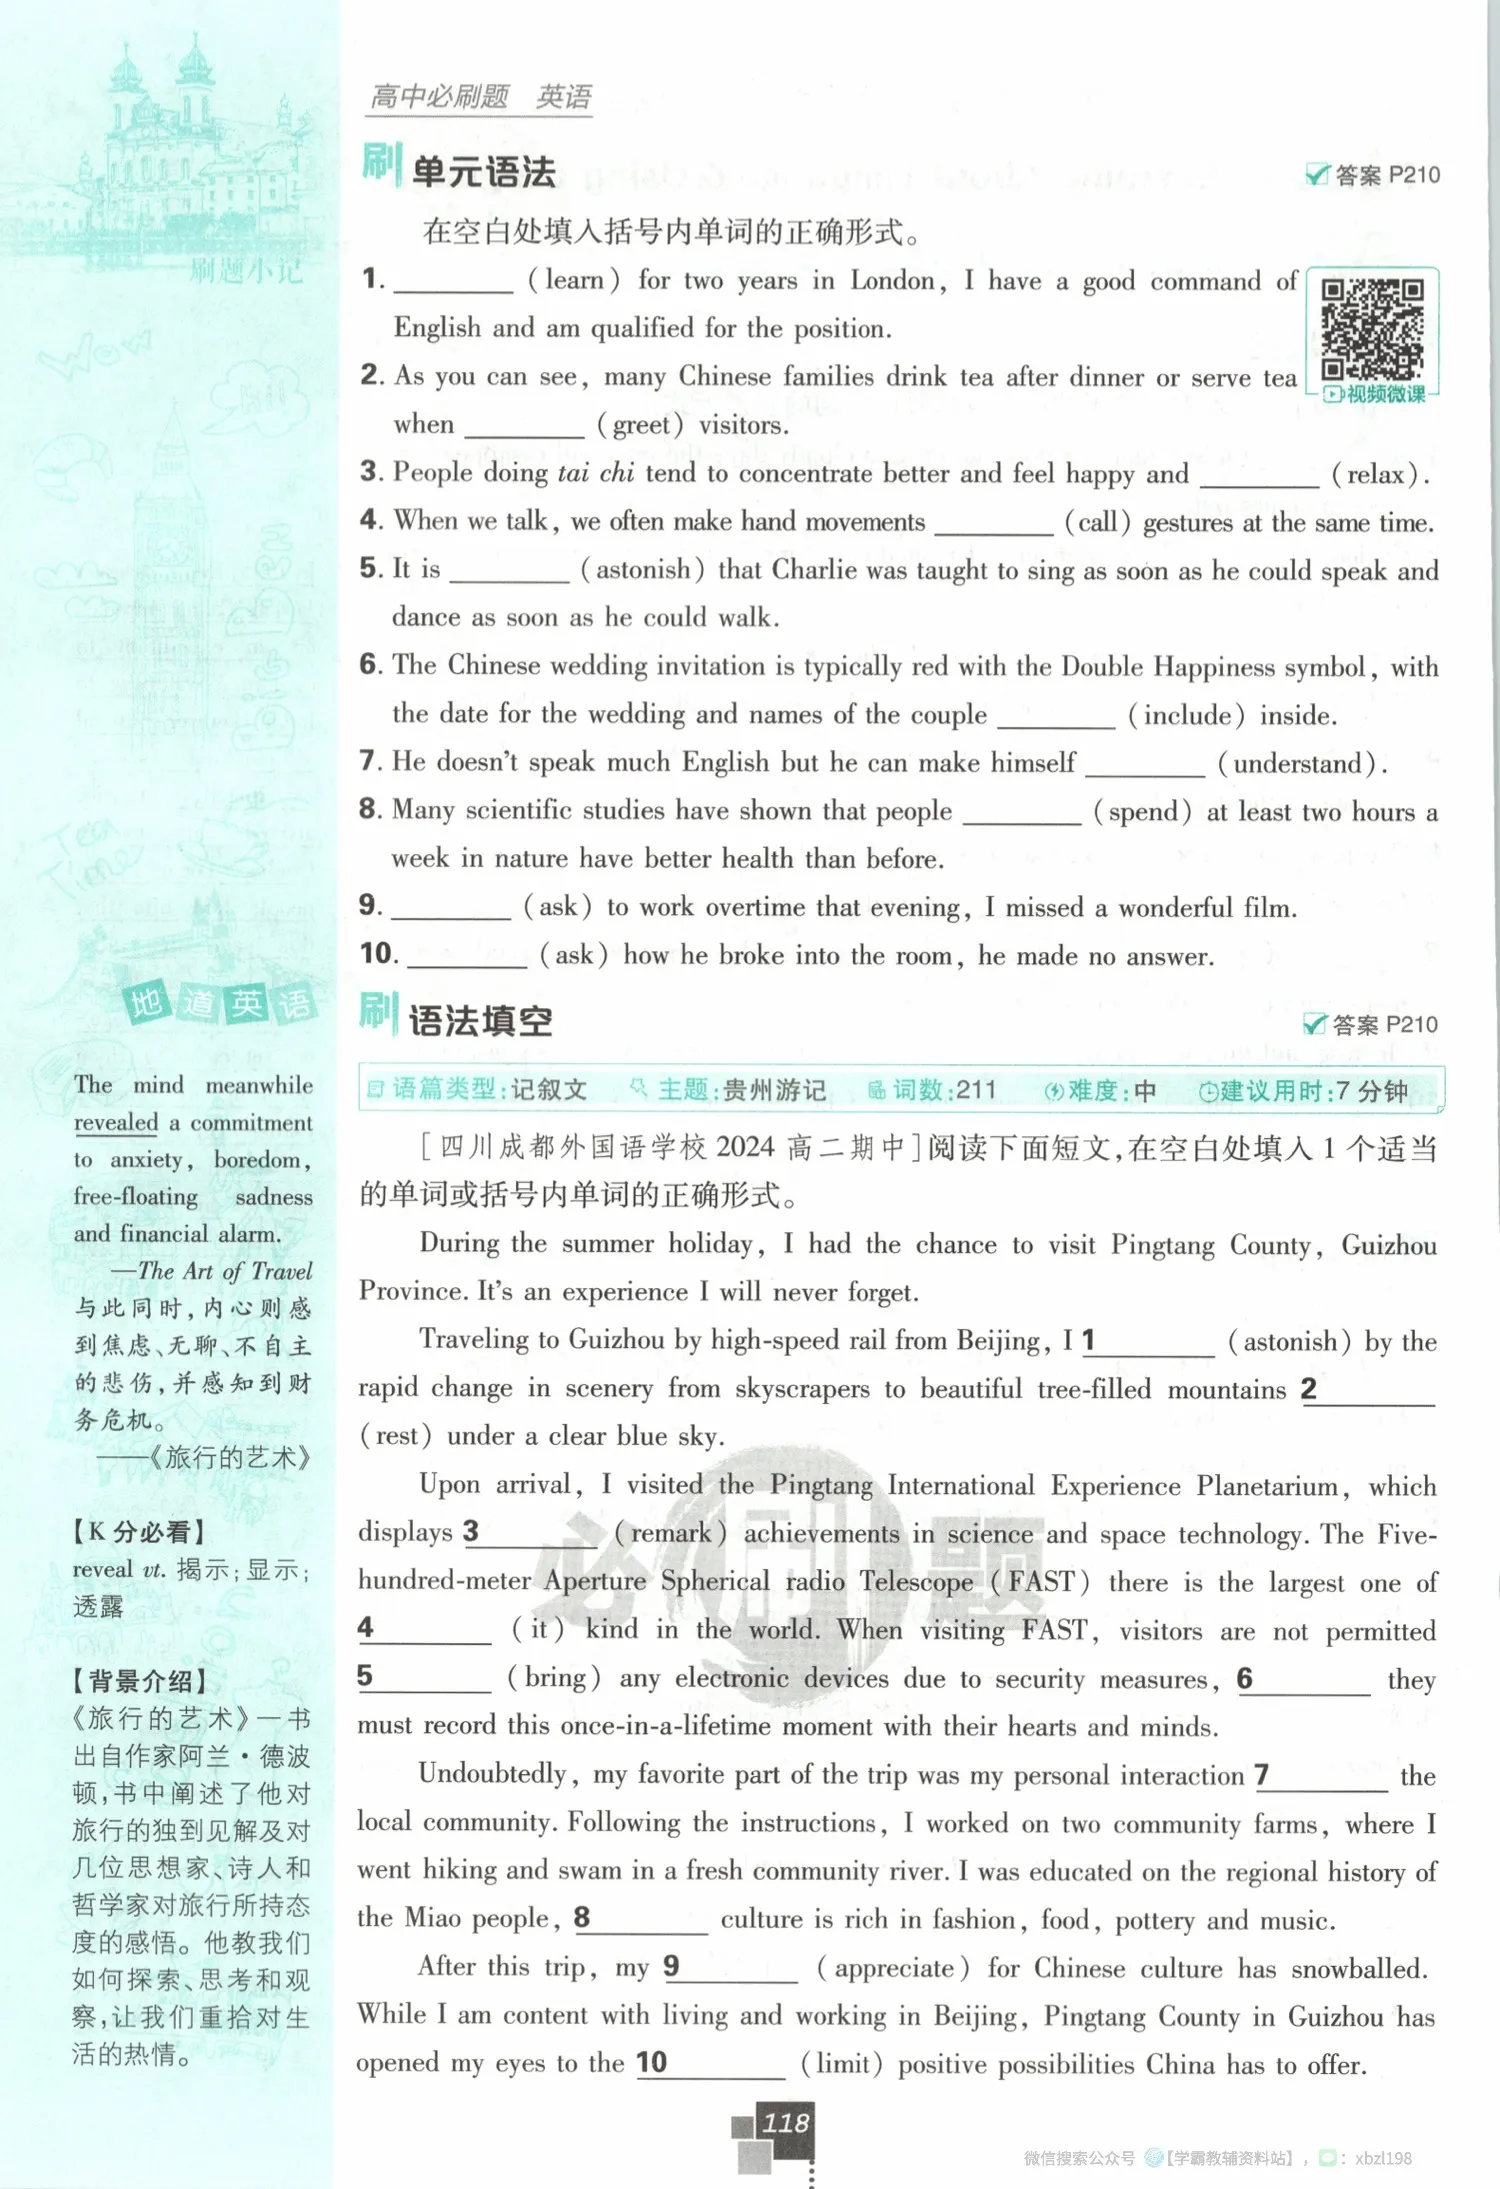 高中必刷题 英语
刷 单元语法
答案 P210
在空白处填入括号内单词的正确形式。
1. ________ (learn) for two years in London, I have a good command of
English and am qualified for the position.
视频微课
2. As you can see, many Chinese families drink tea after dinner or serve tea
when ________ (greet) visitors.
3. People doing tai chi tend to concentrate better and feel happy and ________ (relax).
4. When we talk, we often make hand movements ________ (call) gestures at the same time.
5. It is ________ (astonish) that Charlie was taught to sing as soon as he could speak and
dance as soon as he could walk.
6. The Chinese wedding invitation is typically red with the Double Happiness symbol, with
the date for the wedding and names of the couple ________ (include) inside.
7. He doesn't speak much English but he can make himself ________ (understand).
8. Many scientific studies have shown that people ________ (spend) at least two hours a
week in nature have better health than before.
9. ________ (ask) to work overtime that evening, I missed a wonderful film.
10. ________ (ask) how he broke into the room, he made no answer.
刷 语法填空
答案 P210
语篇类型:记叙文 主题:贵州游记 词数:211 难度:中 建议用时:7 分钟
[四川成都外国语学校 2024 高二期中]阅读下面短文,在空白处填入 1 个适当
的单词或括号内单词的正确形式。
During the summer holiday, I had the chance to visit Pingtang County, Guizhou
Province. It's an experience I will never forget.
Traveling to Guizhou by high-speed rail from Beijing, I 1 ________ (astonish) by the
rapid change in scenery from skyscrapers to beautiful tree-filled mountains 2 ________
(rest) under a clear blue sky.
Upon arrival, I visited the Pingtang International Experience Planetarium, which
displays 3 ________ (remark) achievements in science and space technology. The Five-
hundred-meter Aperture Spherical radio Telescope (FAST) there is the largest one of
4 ________ (it) kind in the world. When visiting FAST, visitors are not permitted
5 ________ (bring) any electronic devices due to security measures, 6 ________ they
must record this once-in-a-lifetime moment with their hearts and minds.
Undoubtedly, my favorite part of the trip was my personal interaction 7 ________ the
local community. Following the instructions, I worked on two community farms, where I
went hiking and swam in a fresh community river. I was educated on the regional history of
the Miao people, 8 ________ culture is rich in fashion, food, pottery and music.
After this trip, my 9 ________ (appreciate) for Chinese culture has snowballed.
While I am content with living and working in Beijing, Pingtang County in Guizhou has
opened my eyes to the 10 ________ (limit) positive possibilities China has to offer.
必刷题
刷题小记
Wow
Tea Time
Big Ben
地道英语
The mind meanwhile
revealed a commitment
to anxiety, boredom,
free-floating sadness
and financial alarm.
—The Art of Travel
与此同时,内心则感
到焦虑、无聊、不自主
的悲伤,并感知到财
务危机。
——《旅行的艺术》
【K 分必看】
reveal vt. 揭示;显示;
透露
【背景介绍】
《旅行的艺术》一书
出自作家阿兰·德波
顿,书中阐述了他对
旅行的独到见解及对
几位思想家、诗人和
哲学家对旅行所持态
度的感悟。他教我们
如何探索、思考和观
察,让我们重拾对生
活的热情。
118
微信搜索公众号 【学霸教辅资料站】, : xbzl198